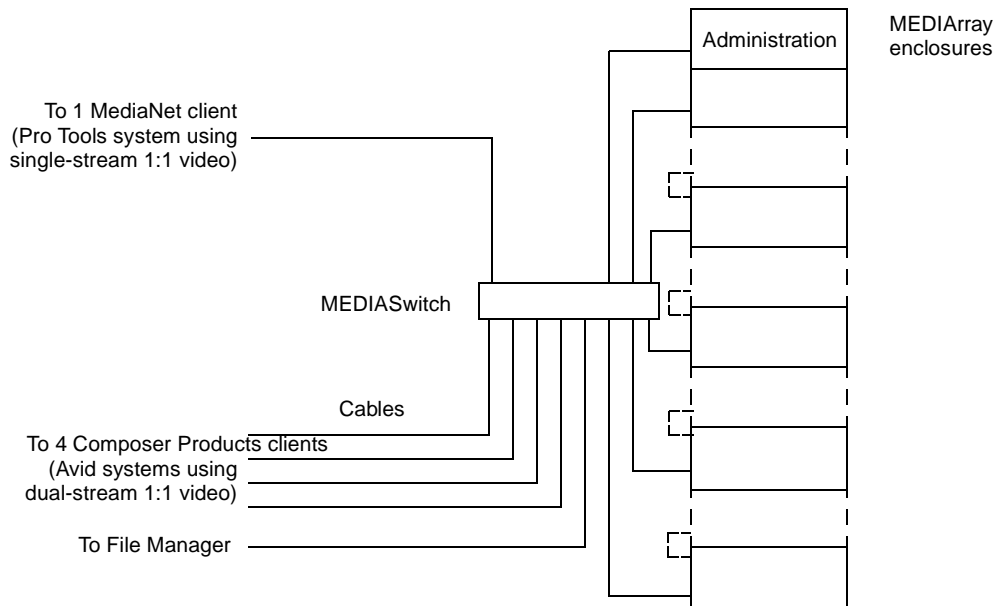 Administration
MEDIArray
enclosures
To 1 MediaNet client
(Pro Tools system using
single-stream 1:1 video)
MEDIASwitch
Cables
To 4 Composer Products clients
(Avid systems using
dual-stream 1:1 video)
To File Manager